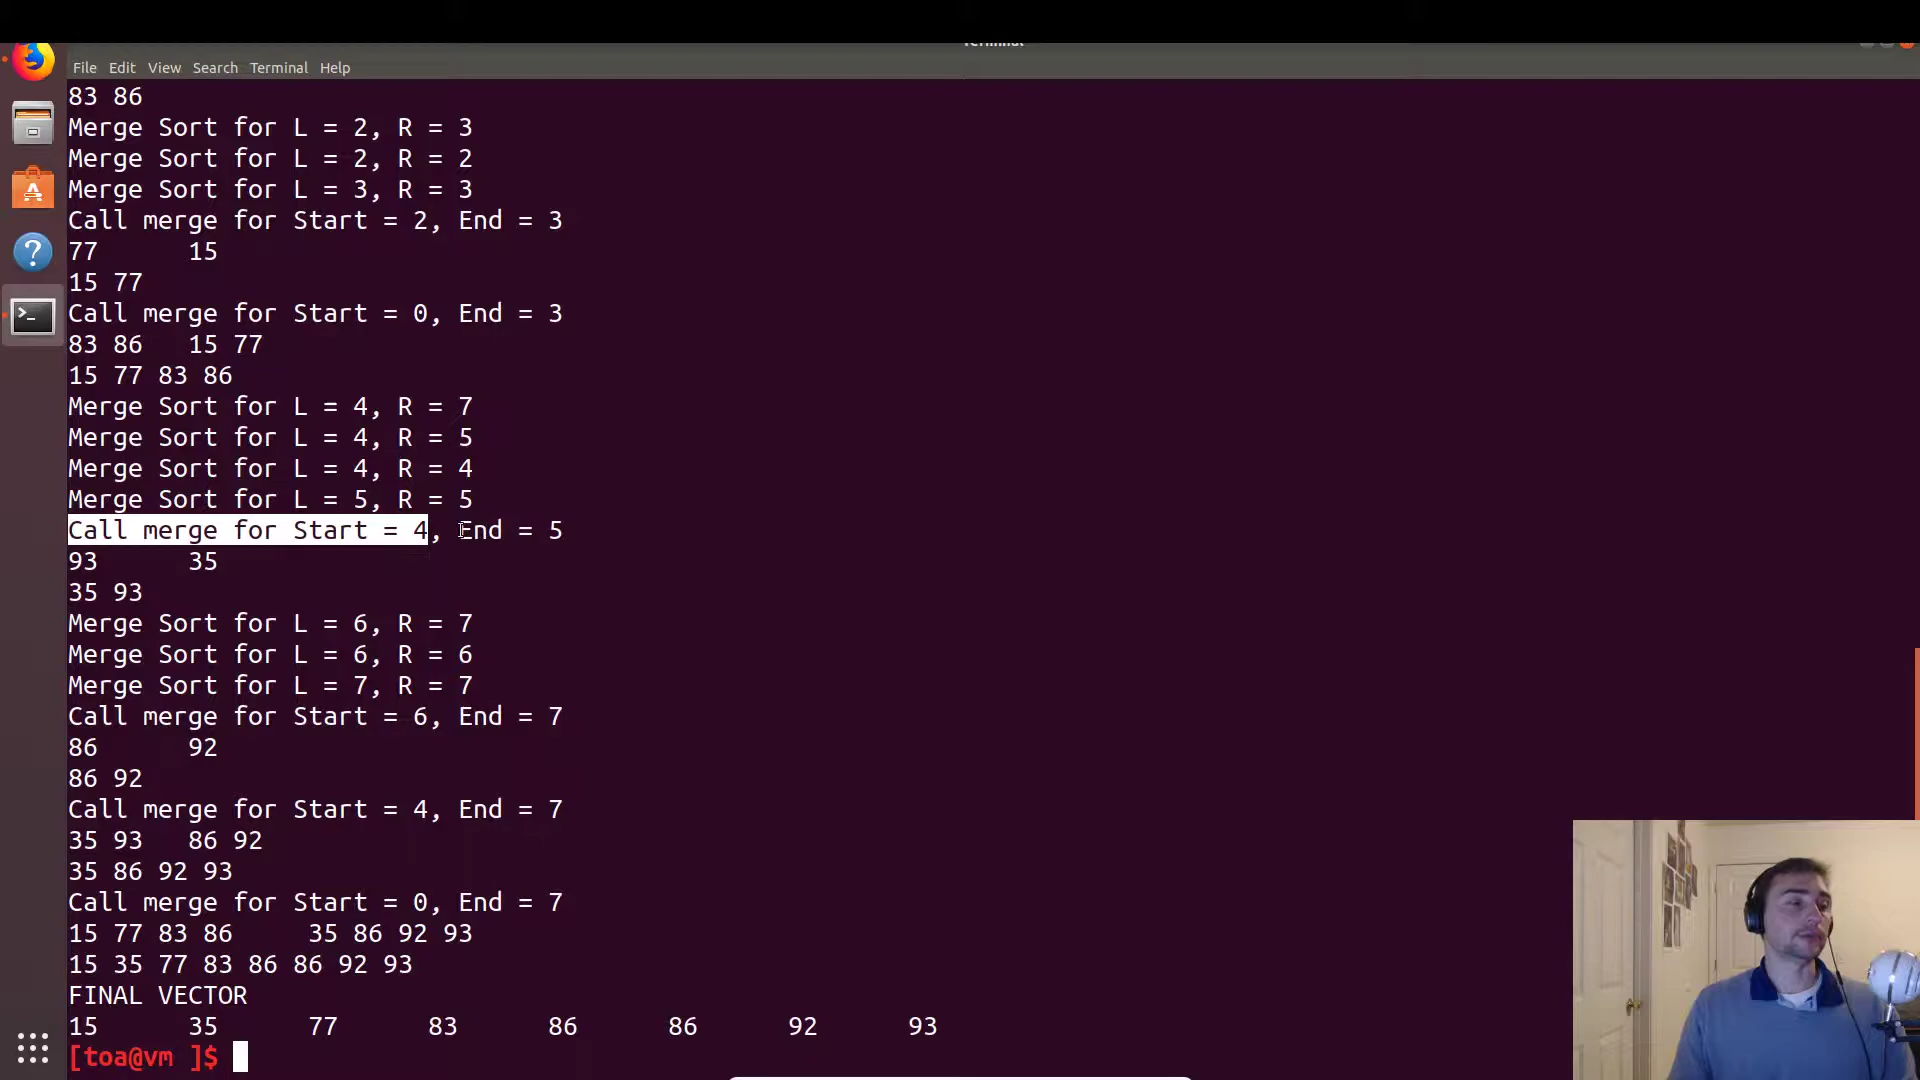 Terminal
File Edit View Search Terminal Help
83 86
Merge Sort for L = 2, R = 3
Merge Sort for L = 2, R = 2
Merge Sort for L = 3, R = 3
Call merge for Start = 2, End = 3
77 15
15 77
Call merge for Start = 0, End = 3
83 86 15 77
15 77 83 86
Merge Sort for L = 4, R = 7
Merge Sort for L = 4, R = 5
Merge Sort for L = 4, R = 4
Merge Sort for L = 5, R = 5
Call merge for Start = 4, End = 5
93 35
35 93
Merge Sort for L = 6, R = 7
Merge Sort for L = 6, R = 6
Merge Sort for L = 7, R = 7
Call merge for Start = 6, End = 7
86 92
86 92
Call merge for Start = 4, End = 7
35 93 86 92
35 86 92 93
Call merge for Start = 0, End = 7
15 77 83 86 35 86 92 93
15 35 77 83 86 86 92 93
FINAL VECTOR
15 35 77 83 86 86 92 93
[toa@vm ]$